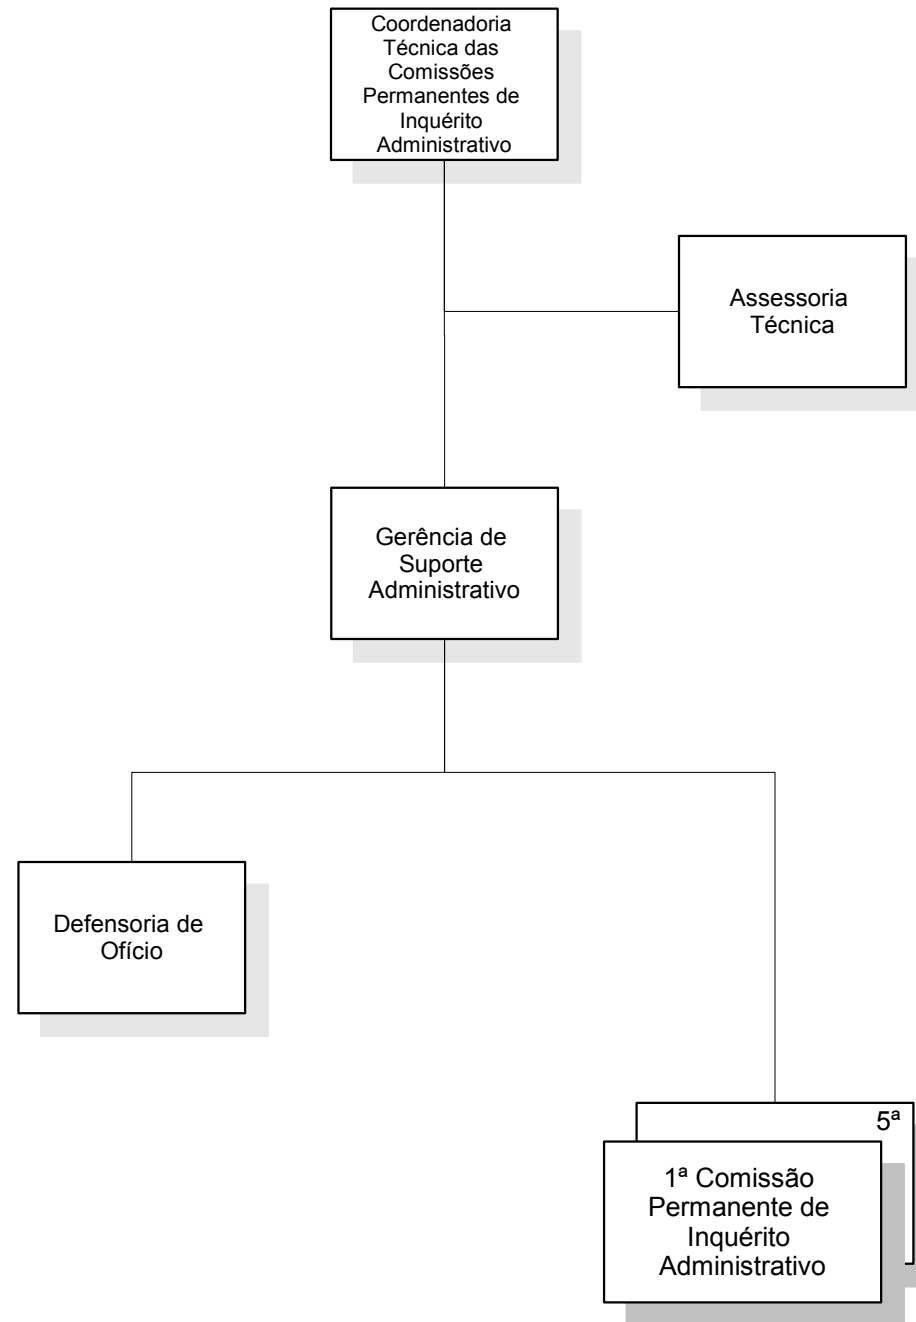 Coordenadoria
Técnica das
Comissões
Permanentes de
Inquérito
Administrativo
Assessoria
Técnica
Gerência de
Suporte
Administrativo
Defensoria de
Ofício
5ª
1ª Comissão
Permanente de
Inquérito
Administrativo